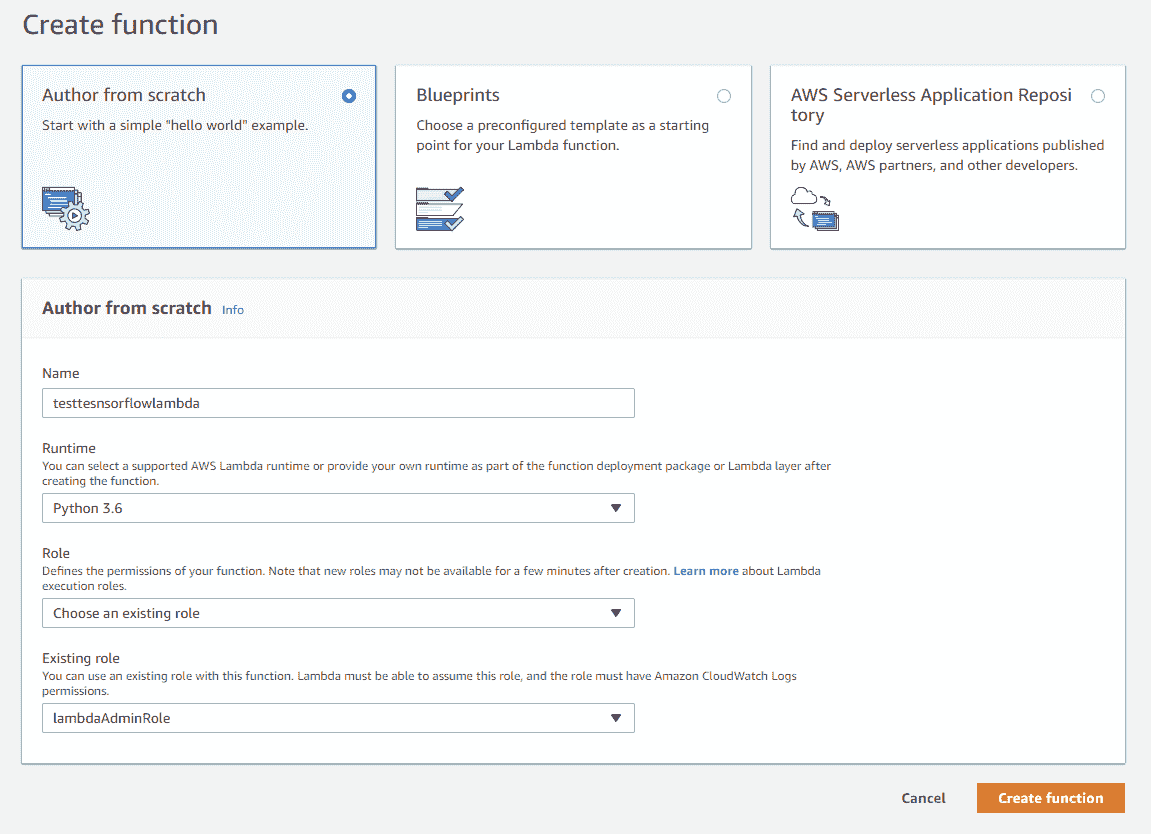 Create function
Author from scratch
Start with a simple "hello world" example.
Blueprints
Choose a preconfigured template as a starting
point for your Lambda function.
AWS Serverless Application Reposi
tory
Find and deploy serverless applications published
by AWS, AWS partners, and other developers.
Author from scratch Info
Name
testtesnsorflowlambda
Runtime
You can select a supported AWS Lambda runtime or provide your own runtime as part of the function deployment package or Lambda layer after
creating the function.
Python 3.6
Role
Defines the permissions of your function. Note that new roles may not be available for a few minutes after creation. Learn more about Lambda
execution roles.
Choose an existing role
Existing role
You can use an existing role with this function. Lambda must be able to assume this role, and the role must have Amazon CloudWatch Logs
permissions.
lambdaAdminRole
Cancel
Create function